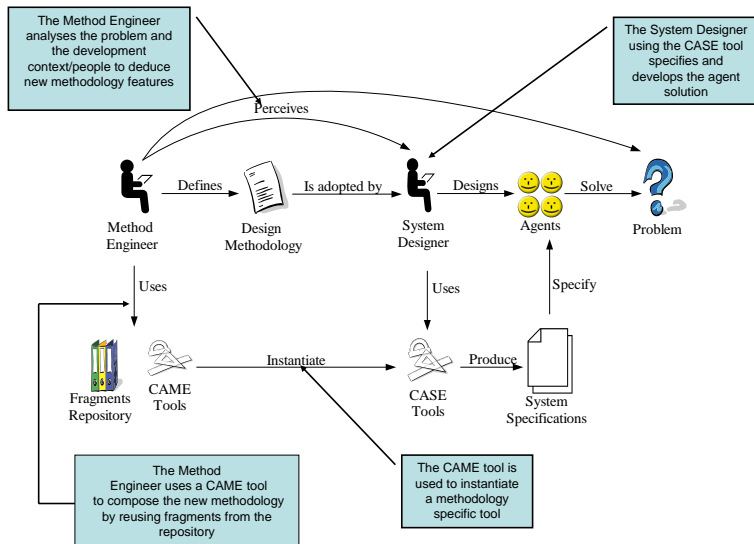 The Method Engineer
analyses the problem and
the development
context/people to deduce
new methodology features
The System Designer
using the CASE tool
specifies and
develops the agent
solution
Perceives
Defines
Is adopted by
Designs
Solve
Method
Engineer
Design
Methodology
System
Designer
Agents
Problem
Uses
Uses
Specify
Fragments
Repository
CAME
Tools
Instantiate
CASE
Tools
Produce
System
Specifications
The Method
Engineer uses a CAME tool
to compose the new methodology
by reusing fragments from the
repository
The CAME tool is
used to instantiate
a methodology
specific tool